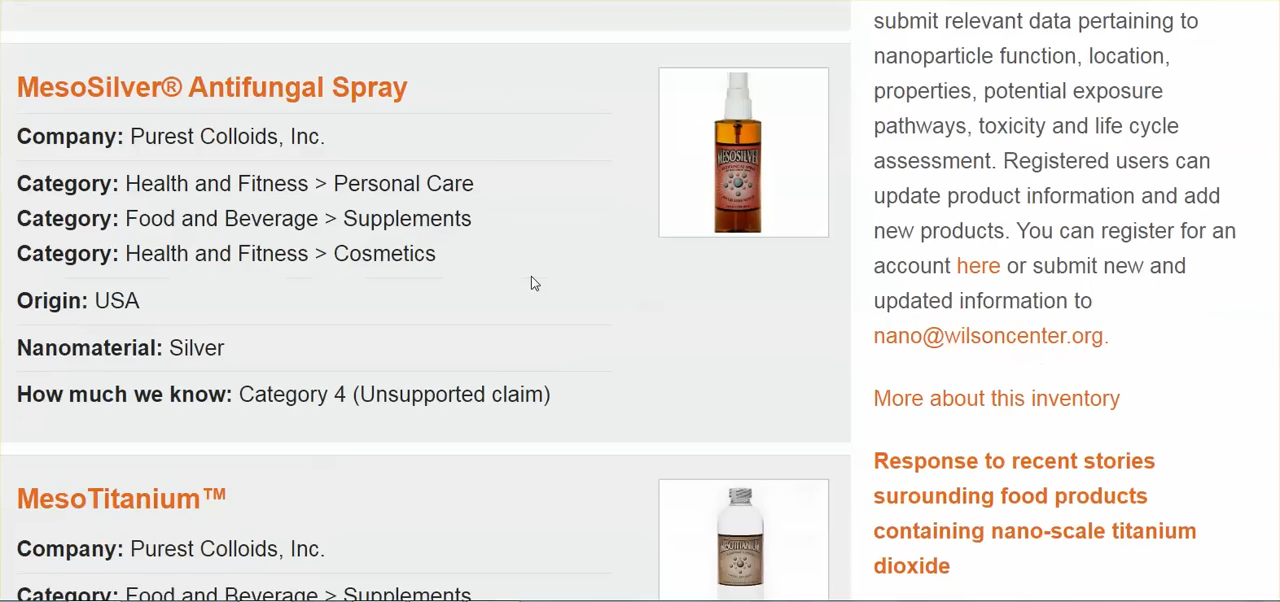 MesoSilver® Antifungal Spray
Company: Purest Colloids, Inc.
Category: Health and Fitness > Personal Care
Category: Food and Beverage > Supplements
Category: Health and Fitness > Cosmetics
Origin: USA
Nanomaterial: Silver
How much we know: Category 4 (Unsupported claim)
MESOSILVER
MesoTitanium™
Company: Purest Colloids, Inc.
Category: Food and Beverage > Supplements
MESOTITANIUM
submit relevant data pertaining to
nanoparticle function, location,
properties, potential exposure
pathways, toxicity and life cycle
assessment. Registered users can
update product information and add
new products. You can register for an
account here or submit new and
updated information to
nano@wilsoncenter.org.
More about this inventory
Response to recent stories
surounding food products
containing nano-scale titanium
dioxide